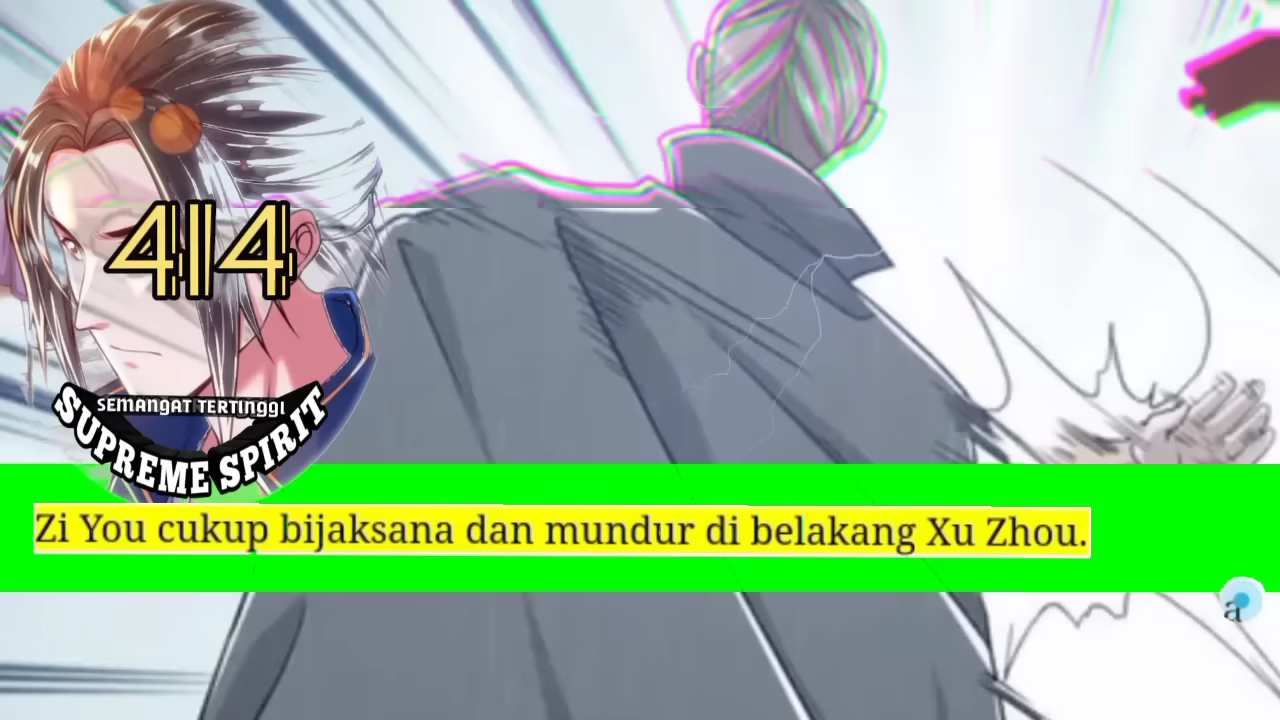 414
SEMANGAT TERTINGGI
SUPREME SPIRIT
Zi You cukup bijaksana dan mundur di belakang Xu Zhou.
a